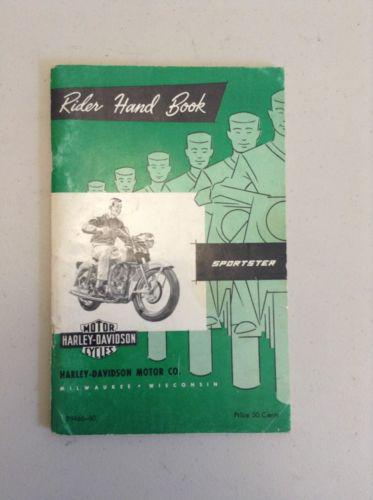 Rider Hand Book
SPORTSTER
MOTOR
HARLEY-DAVIDSON
CYCLES
HARLEY-DAVIDSON MOTOR CO.
MILWAUKEE • WISCONSIN
Price 50 Cents